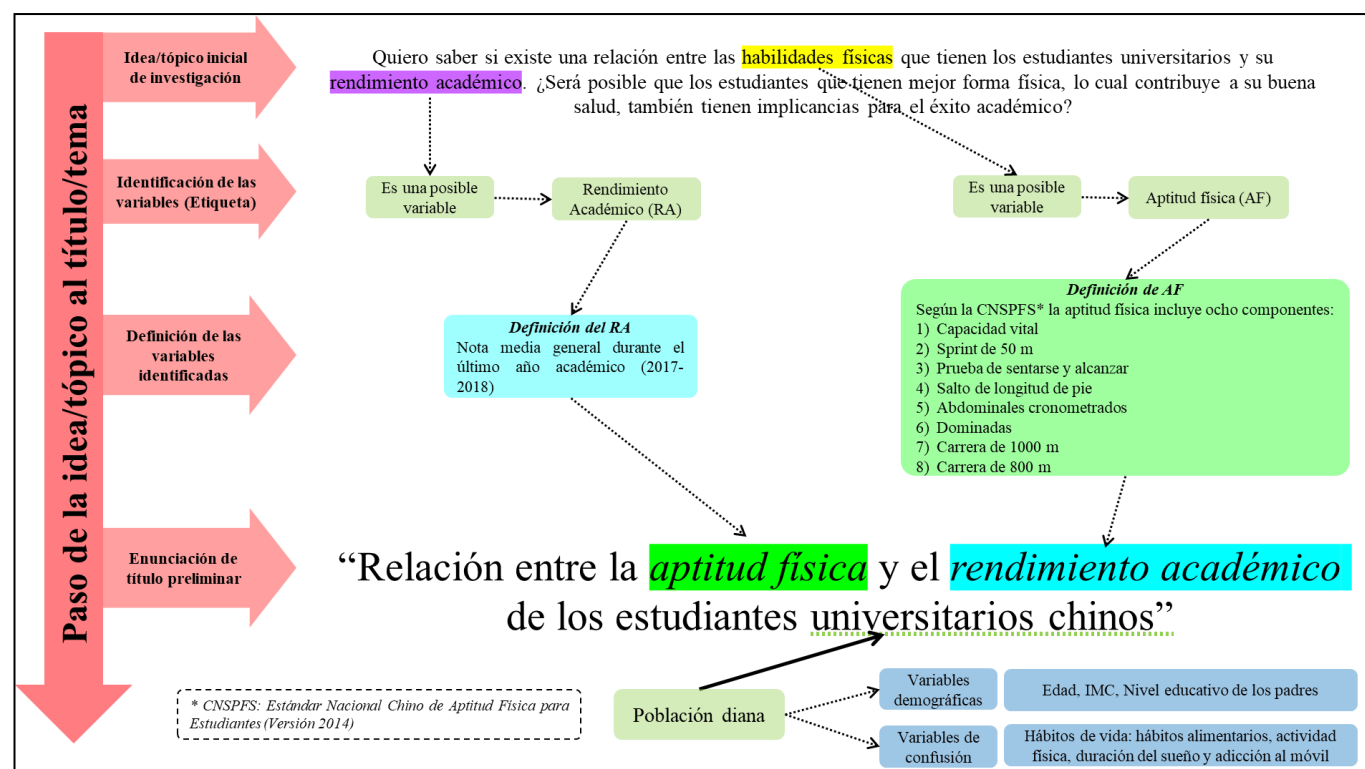 Paso de la idea/tópico al título/tema
Idea/tópico inicial
de investigación
Quiero saber si existe una relación entre las habilidades físicas que tienen los estudiantes universitarios y su
rendimiento académico. ¿Será posible que los estudiantes que tienen mejor forma física, lo cual contribuye a su buena
salud, también tienen implicancias para el éxito académico?
Identificación de las
variables (Etiqueta)
Es una posible
variable
Rendimiento
Académico (RA)
Es una posible
variable
Aptitud física (AF)
Definición de las
variables
identificadas
Definición del RA
Nota media general durante el
último año académico (2017-
2018)
Definición de AF
Según la CNSPFS* la aptitud física incluye ocho componentes:
1) Capacidad vital
2) Sprint de 50 m
3) Prueba de sentarse y alcanzar
4) Salto de longitud de pie
5) Abdominales cronometrados
6) Dominadas
7) Carrera de 1000 m
8) Carrera de 800 m
Enunciación de
título preliminar
“Relación entre la aptitud física y el rendimiento académico
de los estudiantes universitarios chinos”
* CNSPFS: Estándar Nacional Chino de Aptitud Física para
Estudiantes (Versión 2014)
Población diana
Variables
demográficas
Edad, IMC, Nivel educativo de los padres
Variables de
confusión
Hábitos de vida: hábitos alimentarios, actividad
física, duración del sueño y adicción al móvil